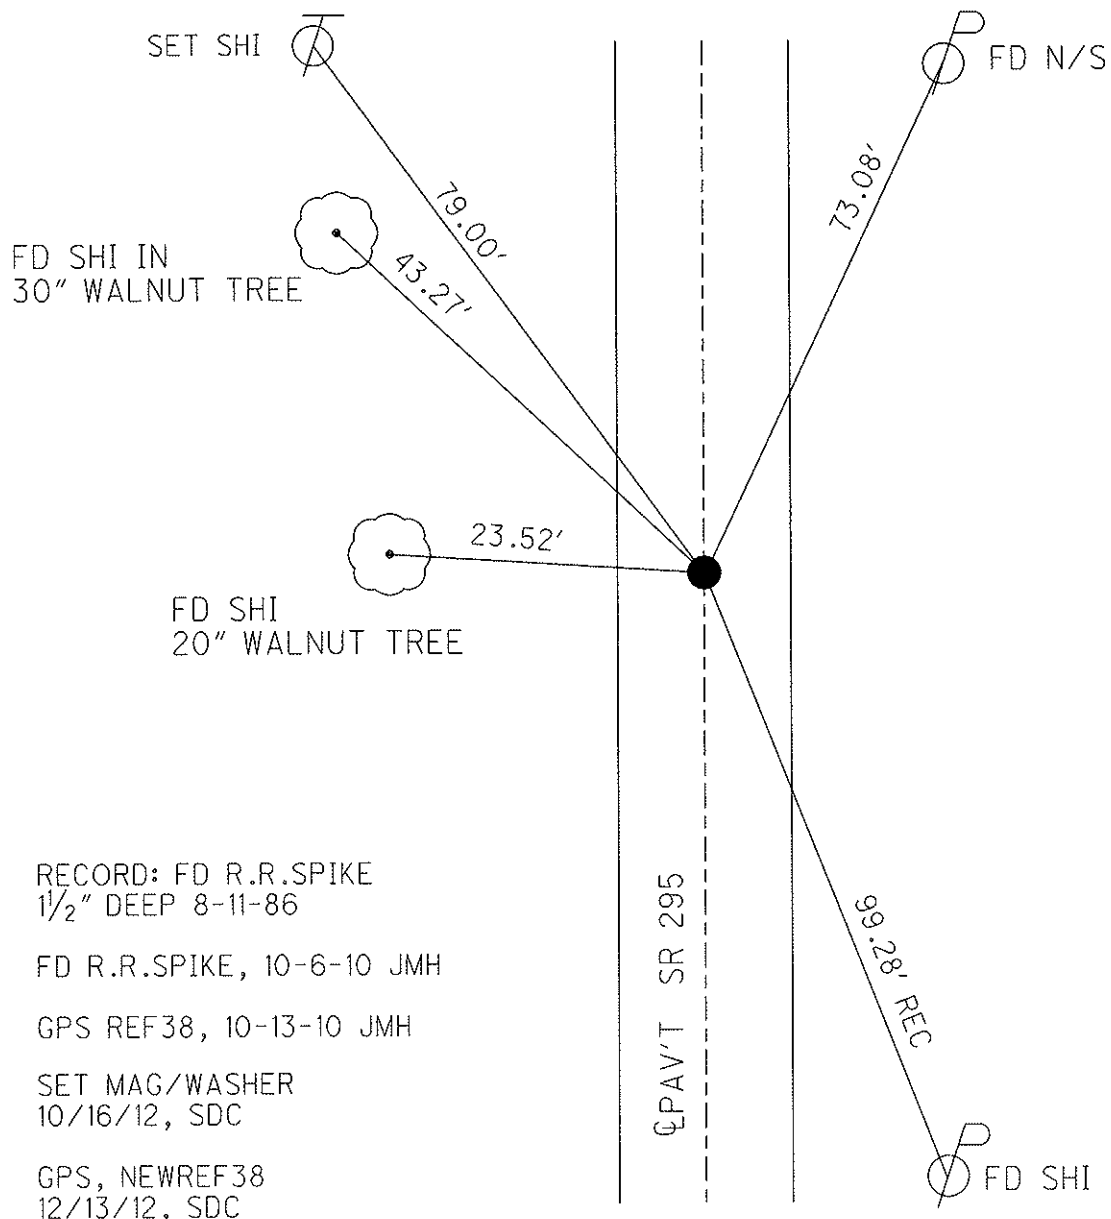 SET SHI
FD N/S
79.00'
73.08'
43.27'
FD SHI IN
30" WALNUT TREE
23.52'
FD SHI
20" WALNUT TREE
RECORD: FD R.R.SPIKE
1½" DEEP 8-11-86
FD R.R.SPIKE, 10-6-10 JMH
GPS REF38, 10-13-10 JMH
SET MAG/WASHER
10/16/12, SDC
GPS, NEWREF38
12/13/12, SDC
℄ PAV'T SR 295
99.28' REC
FD SHI